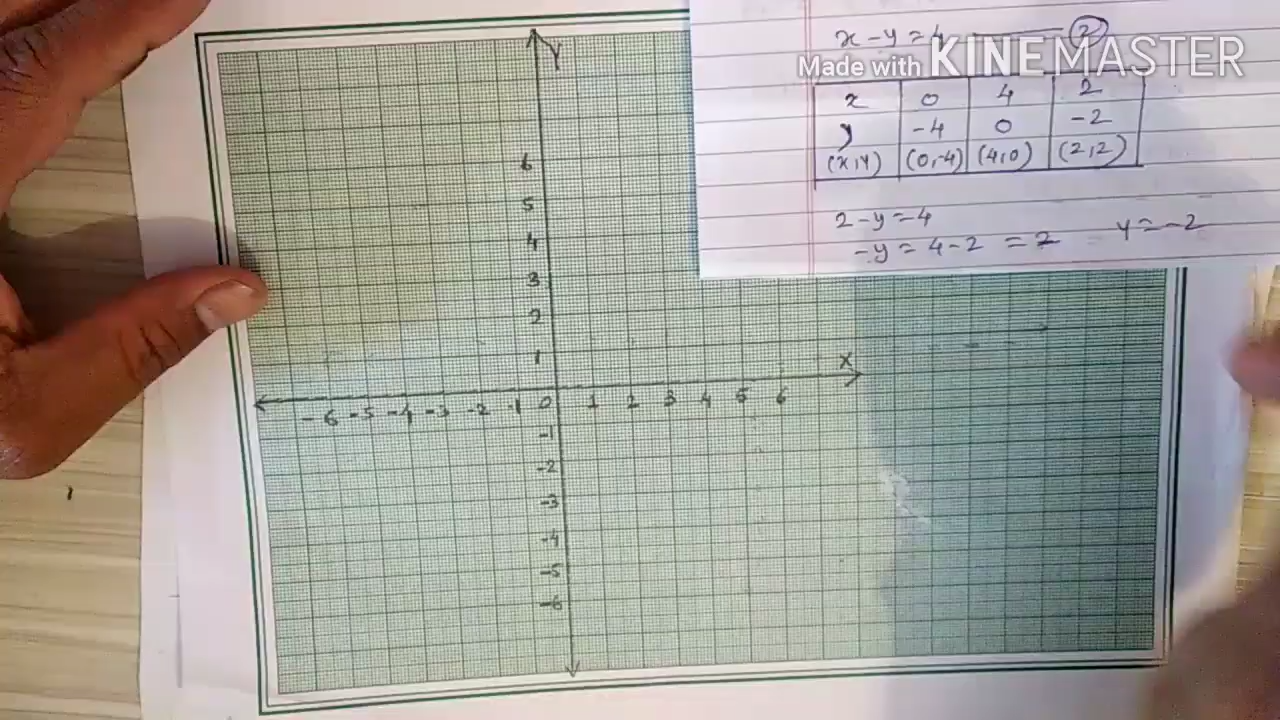 x - y = 4 ②
Made with KINEMASTER
x 0 4 2
y -4 0 -2
(x,y) (0,-4) (4,0) (2,2)
2 - y = 4
-y = 4 - 2 = 2 y = -2
Y
6
5
4
3
2
1
X
-6 -5 -4 -3 -2 -1 0 1 2 3 4 5 6
-1
-2
-3
-4
-5
-6